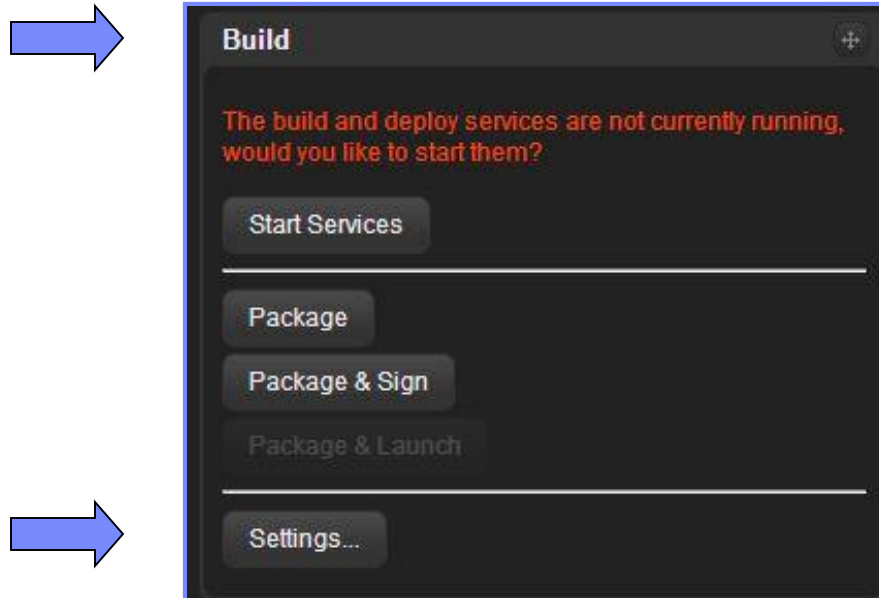 Build
The build and deploy services are not currently running,
would you like to start them?
Start Services
Package
Package & Sign
Package & Launch
Settings...